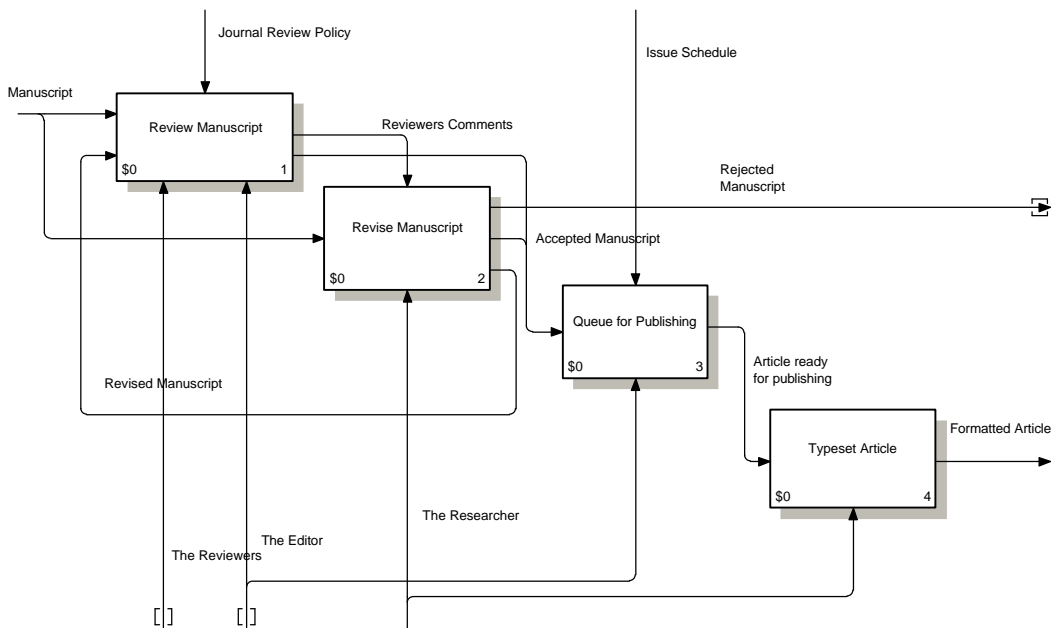 Journal Review Policy
Issue Schedule
Manuscript
Review Manuscript
$0
1
Reviewers Comments
Rejected
Manuscript
Revise Manuscript
$0
2
Accepted Manuscript
Queue for Publishing
$0
3
Article ready
for publishing
Revised Manuscript
Typeset Article
$0
4
Formatted Article
The Researcher
The Editor
The Reviewers